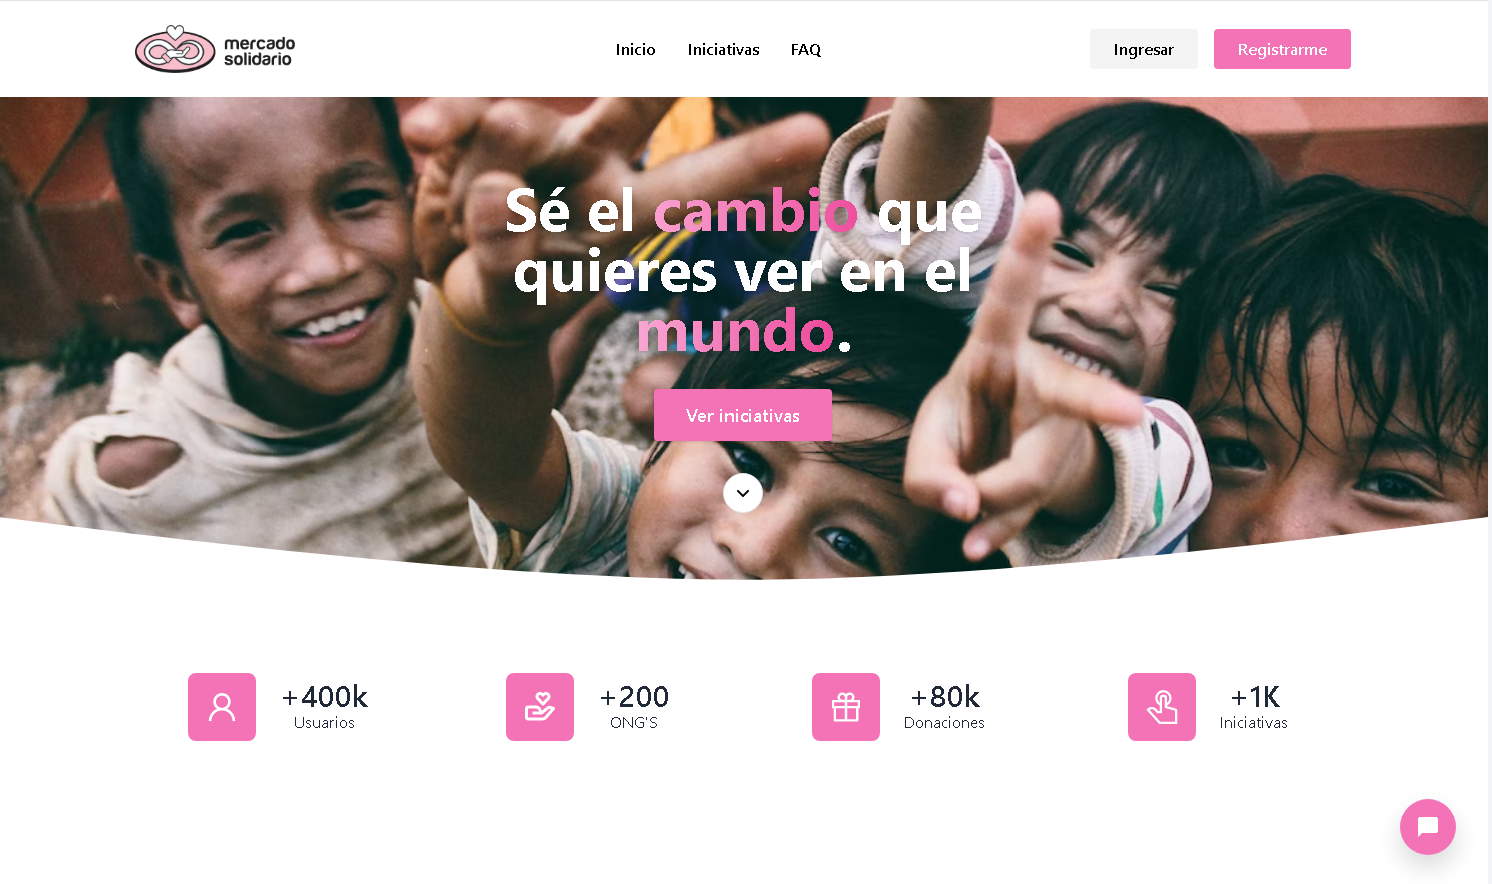 mercado
solidario
Inicio
Iniciativas
FAQ
Ingresar
Registrarme
Sé el cambio que
quieres ver en el
mundo.
Ver iniciativas
+400k
Usuarios
+200
ONG'S
+80k
Donaciones
+1K
Iniciativas